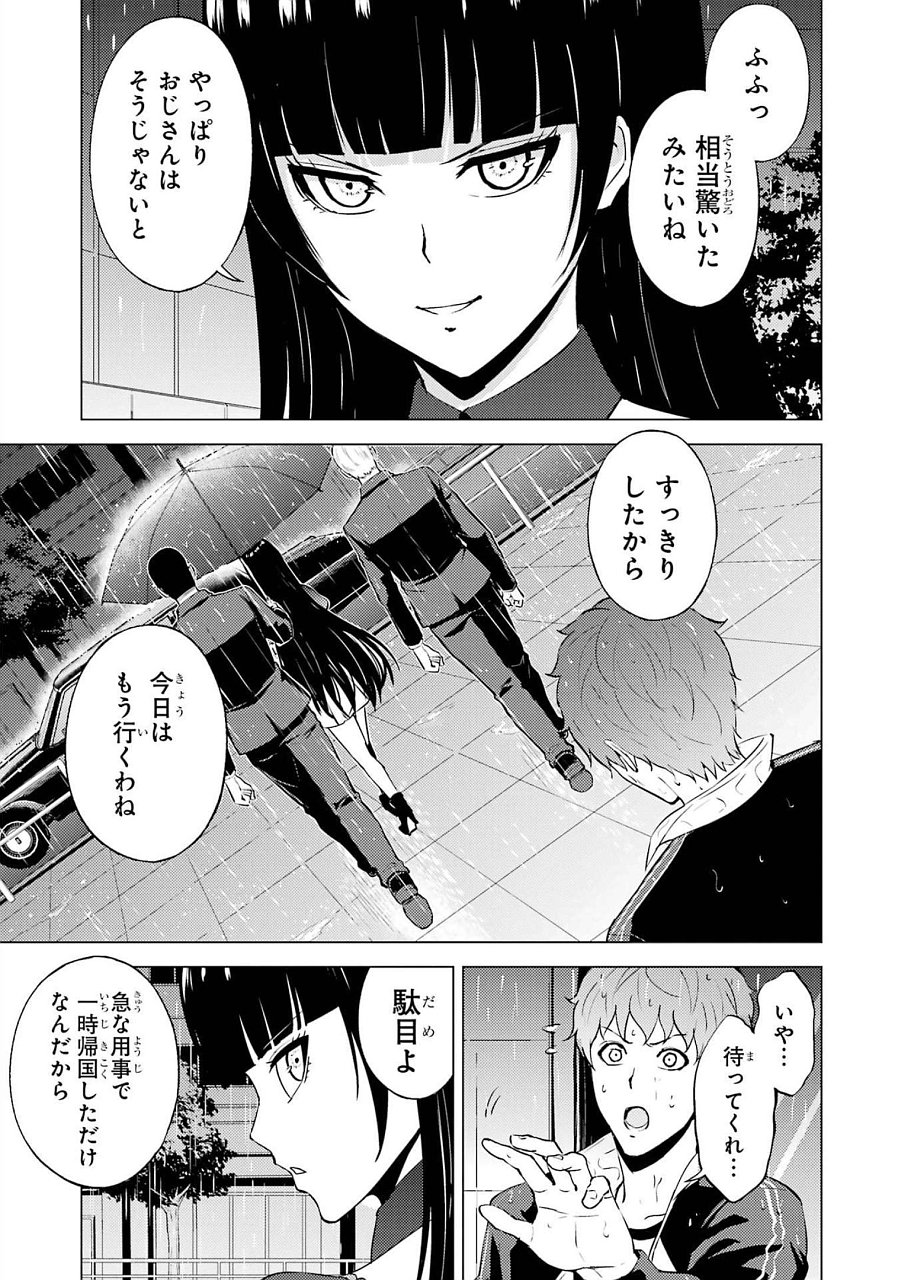 ふふっ
相当驚いた
みたいね
やっぱり
おじさんは
そうじゃないと
すっきり
したから
今日は
もう行くわね
いや…
待ってくれ…
駄目よ
急な用事で
一時帰国しただけ
なんだから